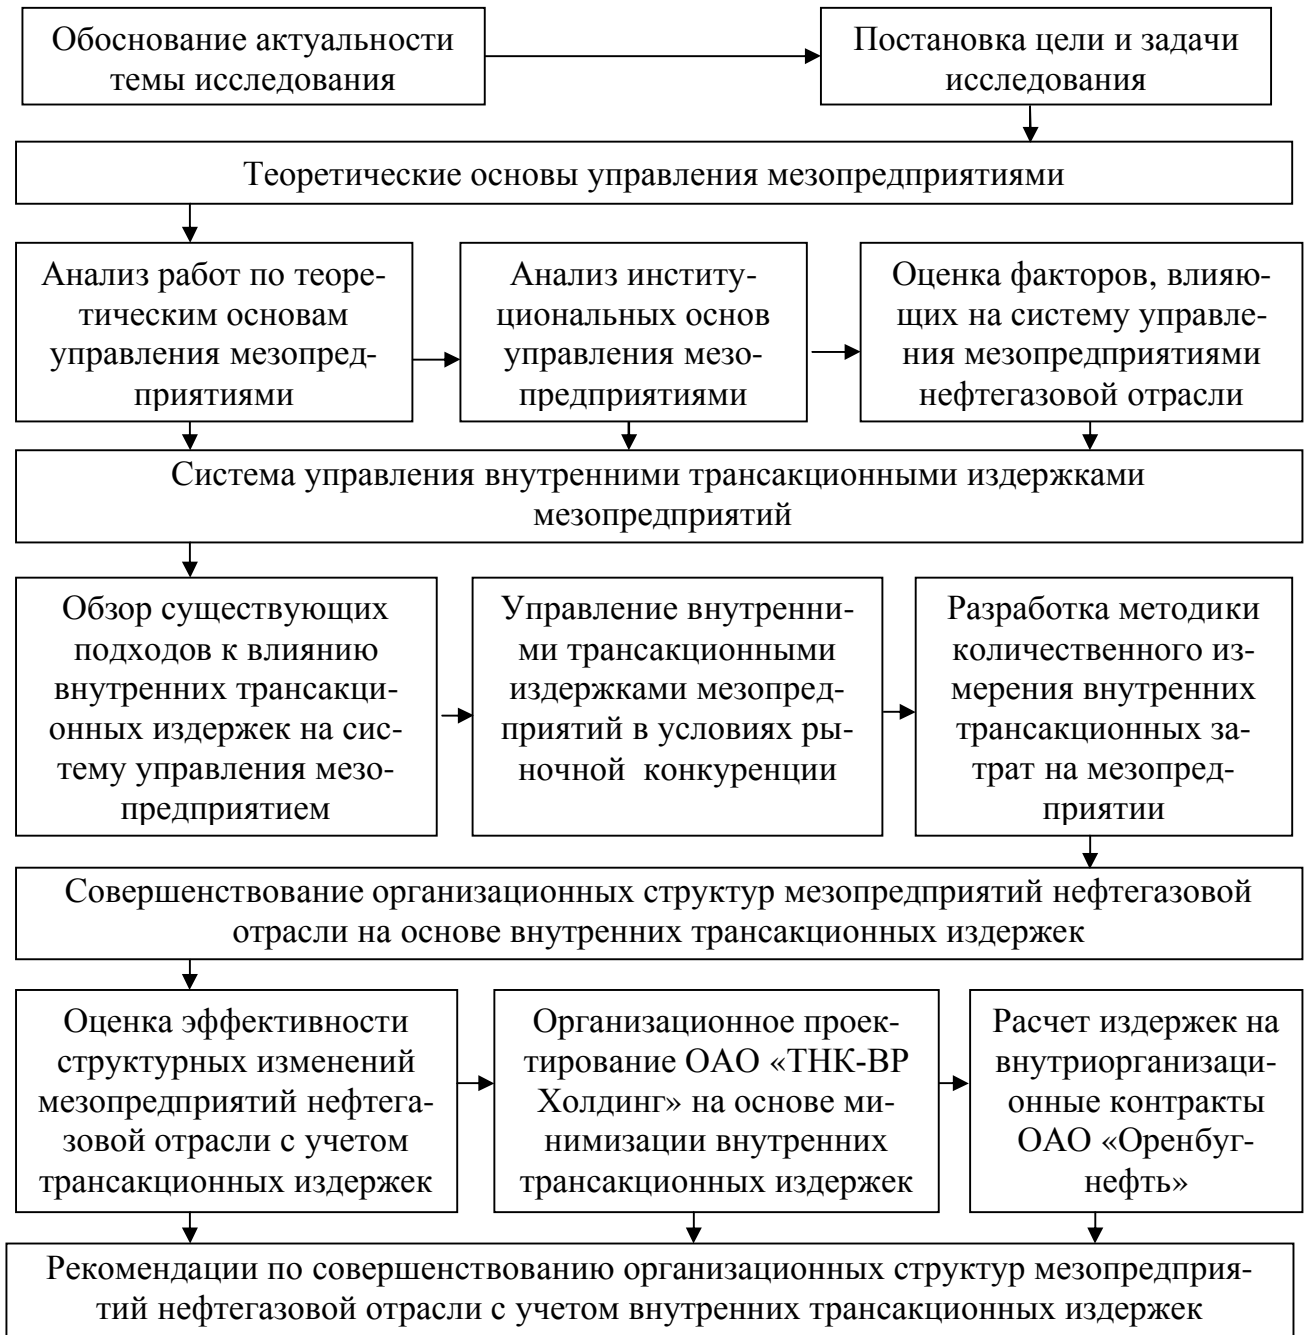 Обоснование актуальности
темы исследования
Постановка цели и задачи
исследования
Теоретические основы управления мезопредприятиями
Анализ работ по теоре-
тическим основам
управления мезопред-
приятиями
Анализ институ-
циональных основ
управления мезо-
предприятиями
Оценка факторов, влияю-
щих на систему управле-
ния мезопредприятиями
нефтегазовой отрасли
Система управления внутренними трансакционными издержками
мезопредприятий
Обзор существующих
подходов к влиянию
внутренних трансакци-
онных издержек на сис-
тему управления мезо-
предприятием
Управление внутренни-
ми трансакционными
издержками мезопред-
приятий в условиях ры-
ночной конкуренции
Разработка методики
количественного из-
мерения внутренних
трансакционных за-
трат на мезопред-
приятии
Совершенствование организационных структур мезопредприятий нефтегазовой
отрасли на основе внутренних трансакционных издержек
Оценка эффективности
структурных изменений
мезопредприятий нефтега-
зовой отрасли с учетом
трансакционных издержек
Организационное проек-
тирование ОАО «ТНК-ВР
Холдинг» на основе ми-
нимизации внутренних
трансакционных издержек
Расчет издержек на
внутриорганизаци-
онные контракты
ОАО «Оренбуг-
нефть»
Рекомендации по совершенствованию организационных структур мезопредприя-
тий нефтегазовой отрасли с учетом внутренних трансакционных издержек